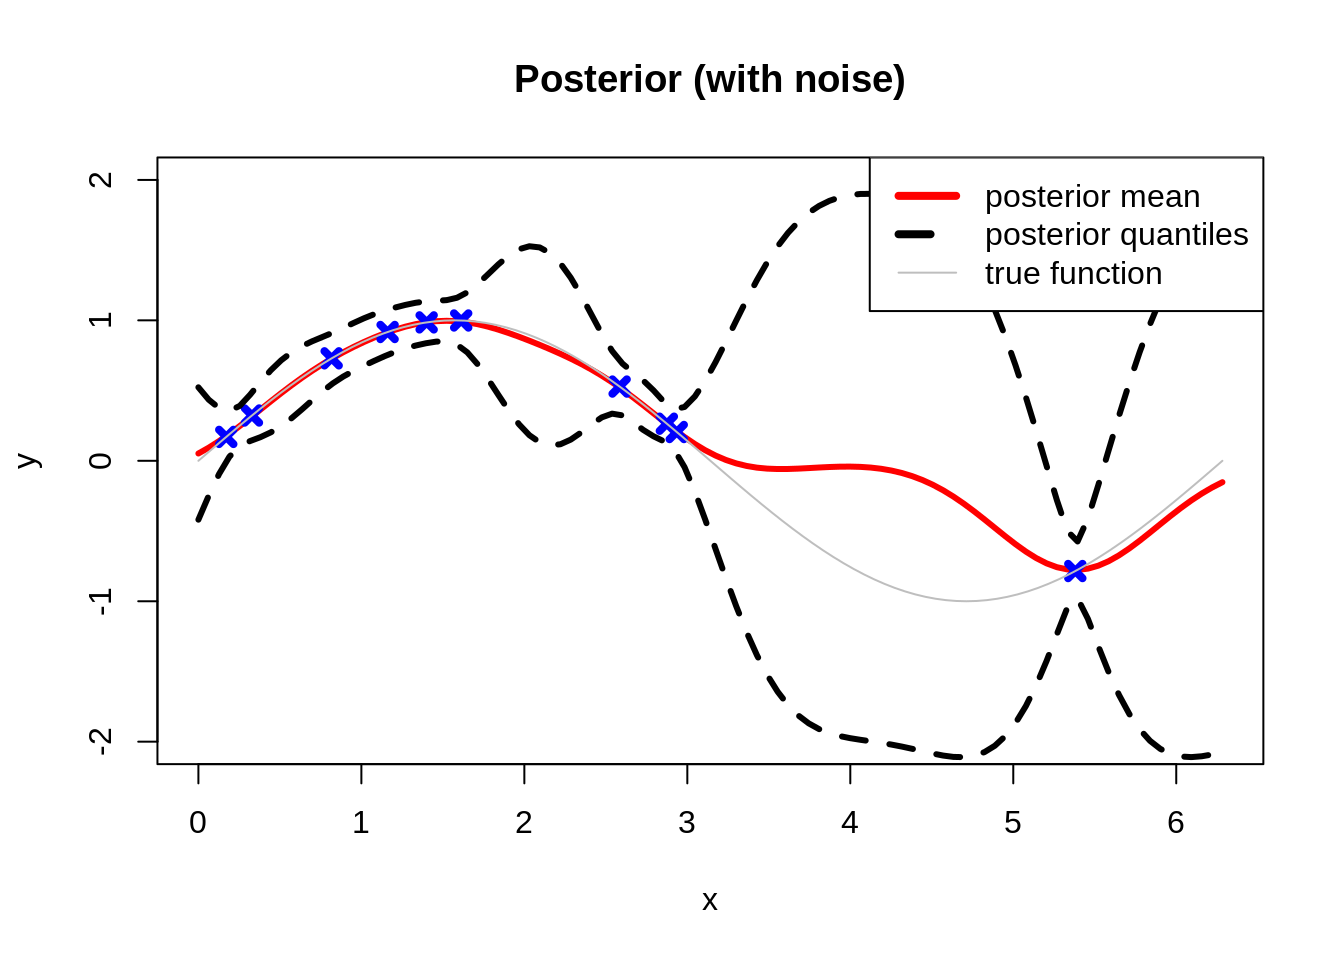 Posterior (with noise)
posterior mean
posterior quantiles
true function
y
2
1
0
-1
-2
0 1 2 3 4 5 6
x